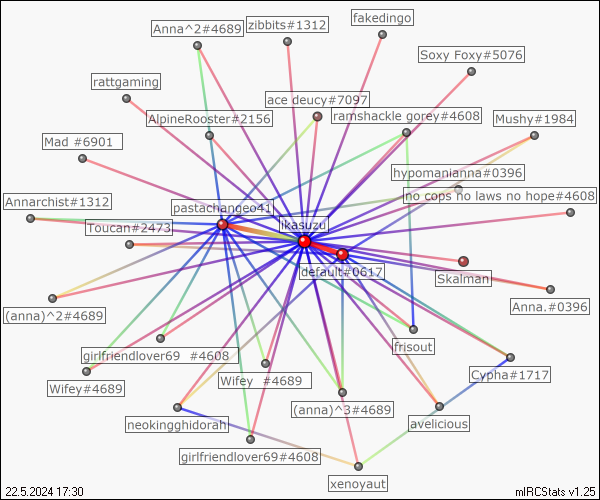 Anna^2#4689
zibbits#1312
fakedingo
Soxy Foxy#5076
rattgaming
ace deucy#7097
AlpineRooster#2156
ramshackle gorey#4608
Mushy#1984
Mad #6901
hypomanianna#0396
no cops no laws no hope#4608
Annarchist#1312
pastachangeo41
Toucan#2473
ikasuzu
default#0617
Skalman
Anna.#0396
(anna)^2#4689
girlfriendlover69 #4608
frisout
Wifey#4689
Wifey #4689
Cypha#1717
(anna)^3#4689
neokingghidorah
avelicious
girlfriendlover69#4608
xenoyaut
22.5.2024 17:30
mIRCStats v1.25